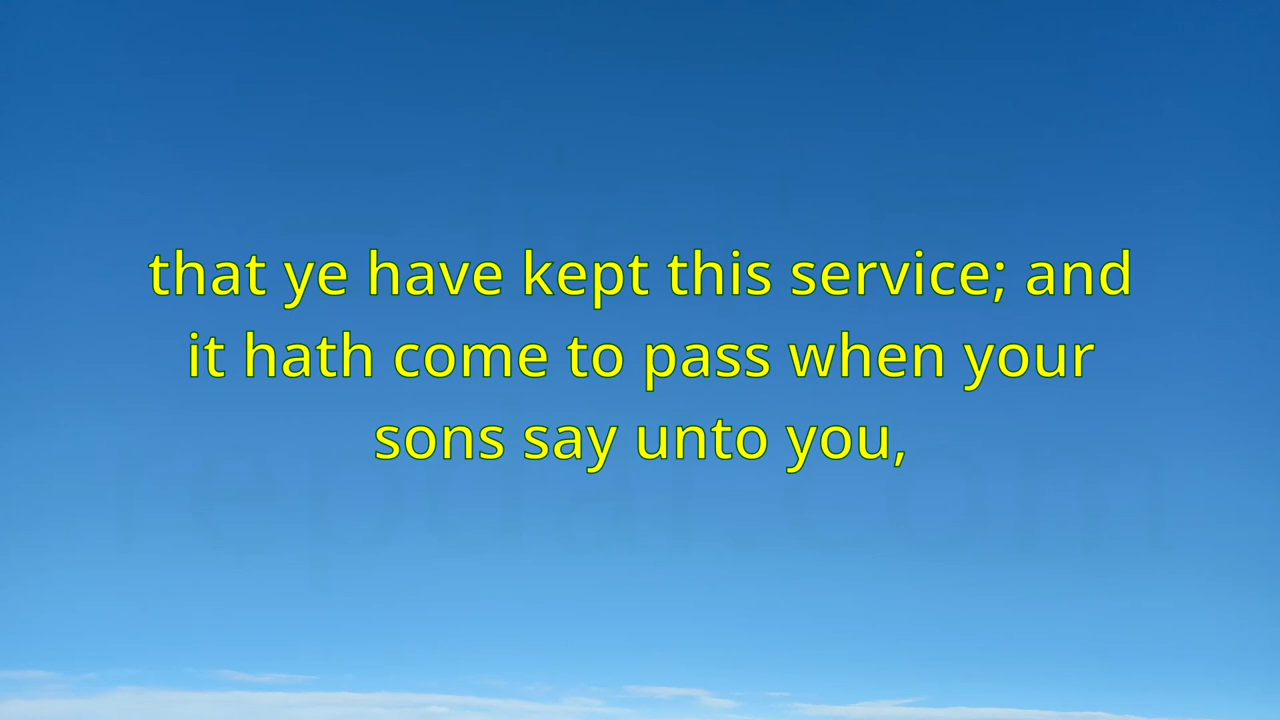 that ye have kept this service; and
it hath come to pass when your
sons say unto you,